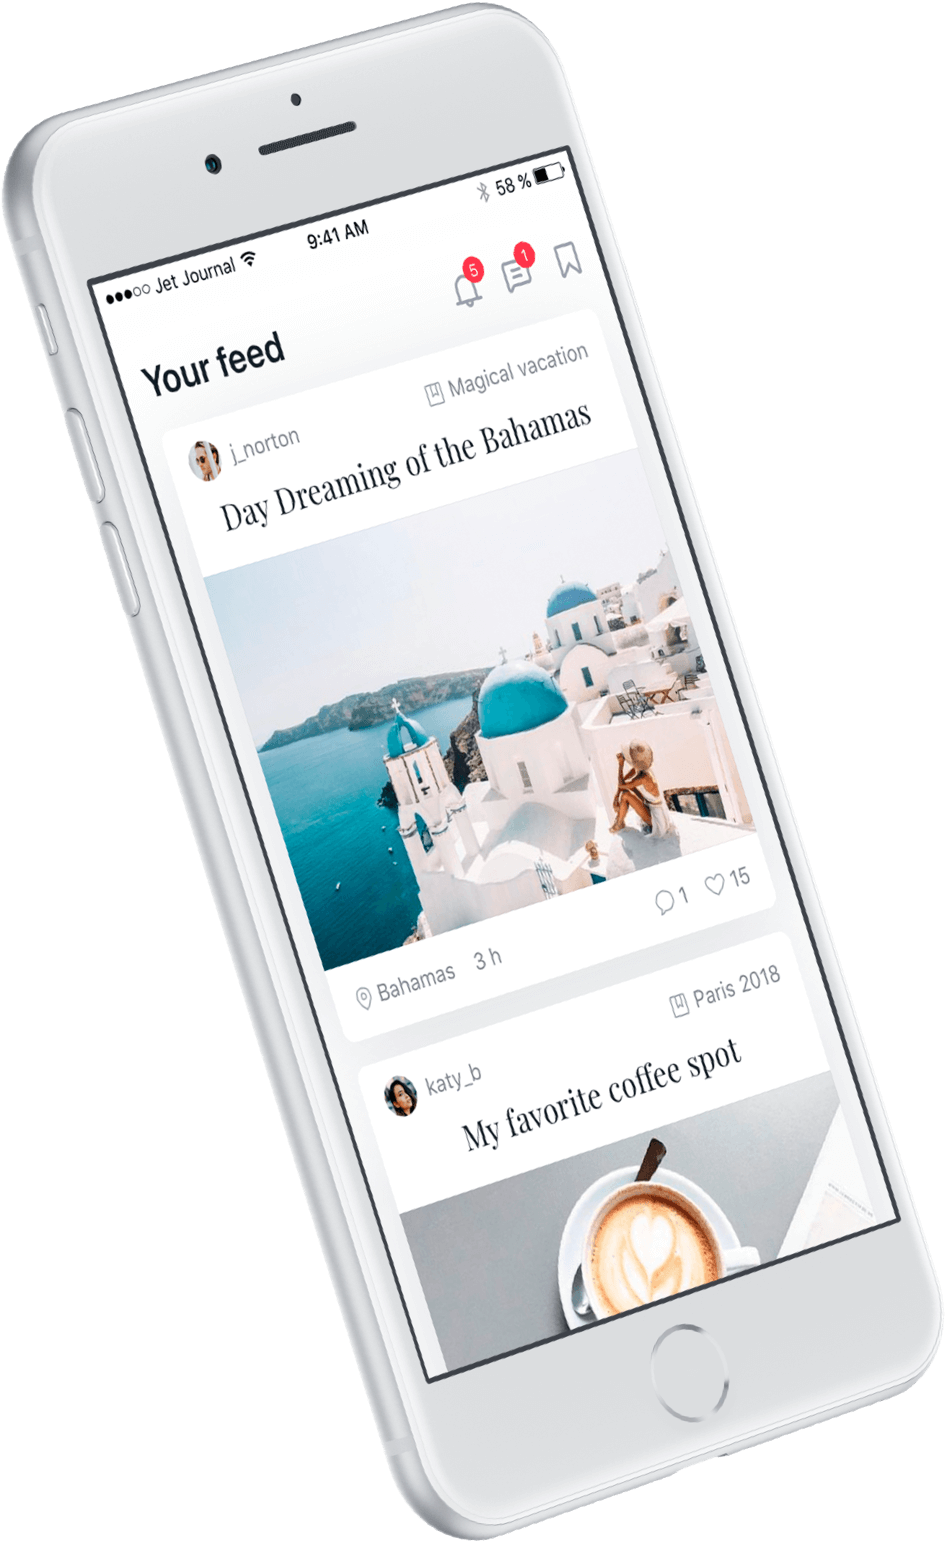 Jet Journal 9:41 AM 58 %
5 1
Your feed
j_norton Magical vacation
Day Dreaming of the Bahamas
Bahamas 3 h 1 15
katy_b Paris 2018
My favorite coffee spot